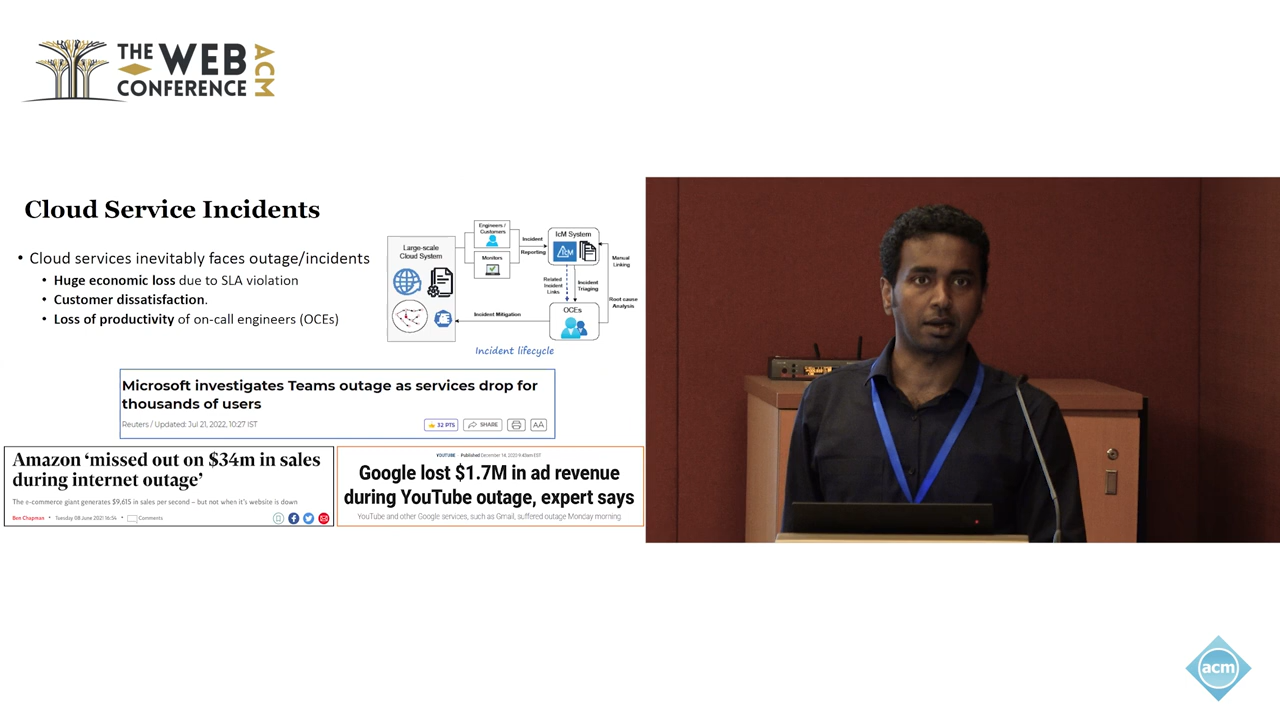 THE WEB
CONFERENCE
ACM
Cloud Service Incidents
• Cloud services inevitably faces outage/incidents
• Huge economic loss due to SLA violation
• Customer dissatisfaction.
• Loss of productivity of on-call engineers (OCEs)
Large-scale
Cloud System
Engineers /
Customers
Monitors
Incident
Reporting
IcM System
IcM
Manual
Linking
Related
Incident
Links
Incident
Triaging
Root cause
Analysis
OCEs
Incident Mitigation
Incident lifecycle
Microsoft investigates Teams outage as services drop for
thousands of users
Reuters / Updated: Jul 21, 2022, 10:27 IST
32 PTS
SHARE
AA
Amazon ‘missed out on $34m in sales
during internet outage’
The e-commerce giant generates $9,615 in sales per second – but not when it’s website is down
Ben Chapman • Tuesday 08 June 2021 16:54 • Comments
YOUTUBE · Published December 14, 2020 9:43am EST
Google lost $1.7M in ad revenue
during YouTube outage, expert says
YouTube and other Google services, such as Gmail, suffered outage Monday morning
acm